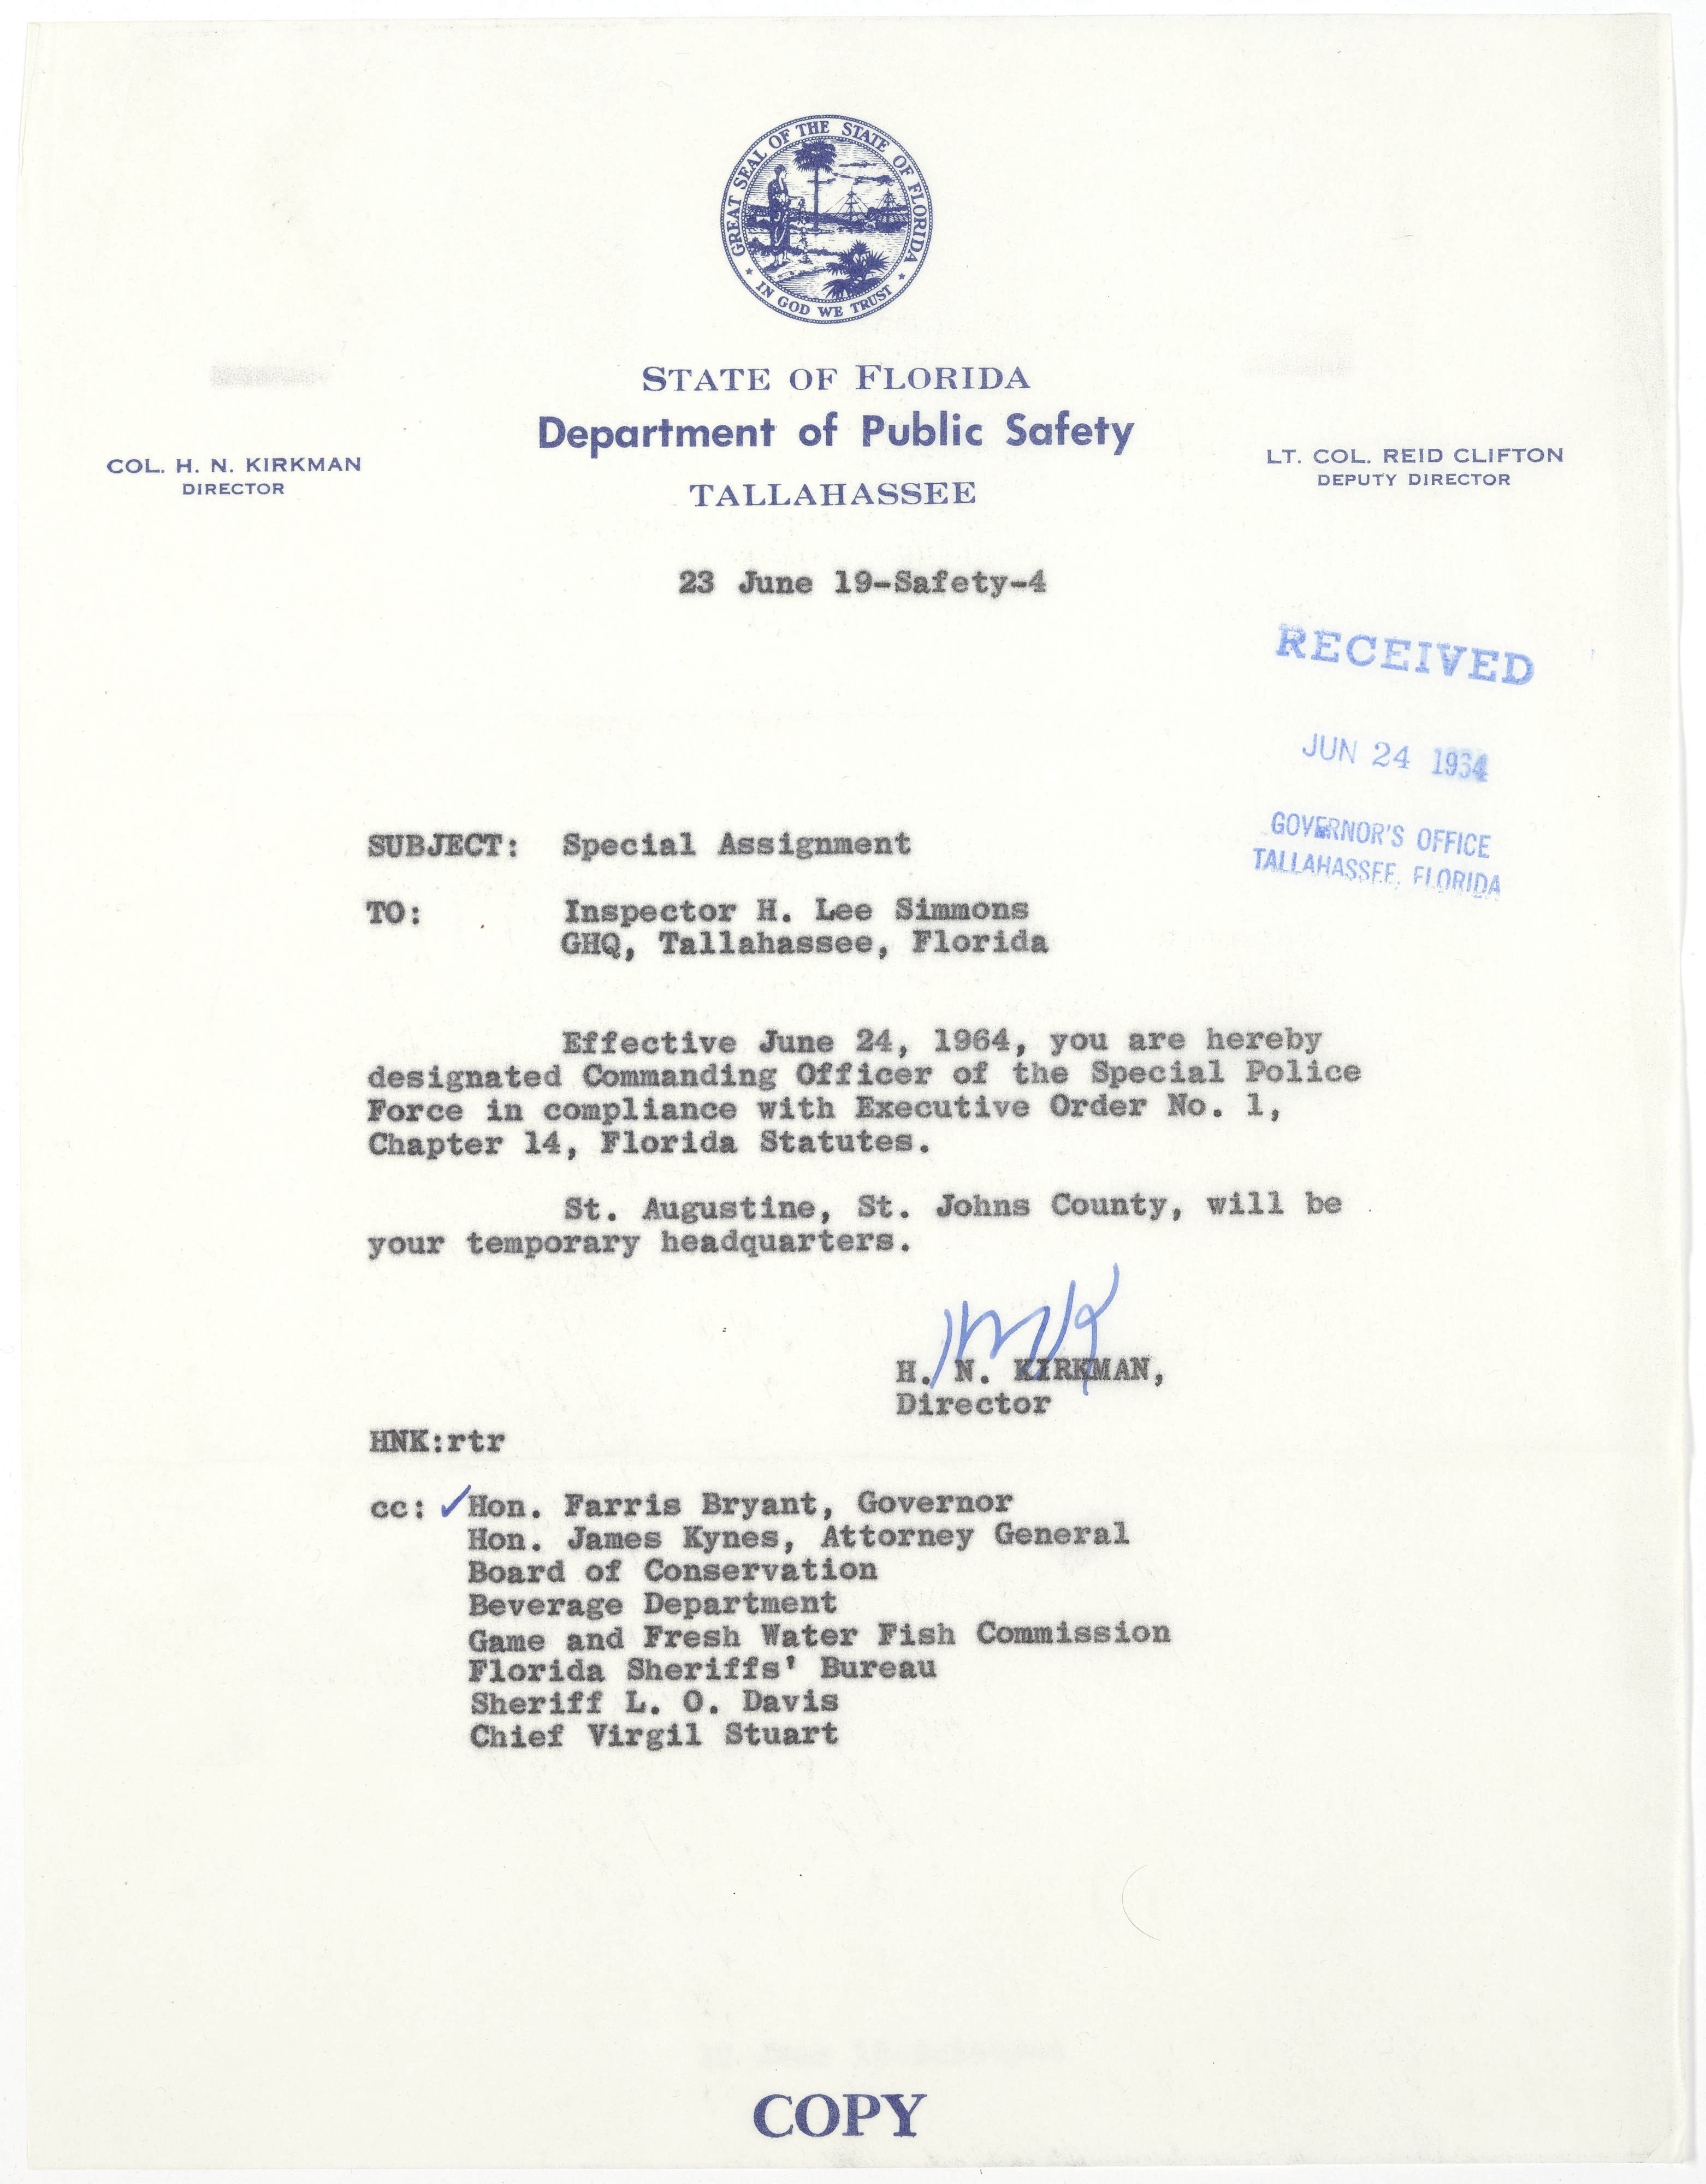 GREAT SEAL OF THE STATE OF FLORIDA
IN GOD WE TRUST
STATE OF FLORIDA
Department of Public Safety
TALLAHASSEE
COL. H. N. KIRKMAN
DIRECTOR
LT. COL. REID CLIFTON
DEPUTY DIRECTOR
23 June 19-Safety-4
RECEIVED
JUN 24 1964
GOVERNOR'S OFFICE
TALLAHASSEE, FLORIDA
SUBJECT: Special Assignment
TO: Inspector H. Lee Simmons
GHQ, Tallahassee, Florida
Effective June 24, 1964, you are hereby
designated Commanding Officer of the Special Police
Force in compliance with Executive Order No. 1,
Chapter 14, Florida Statutes.
St. Augustine, St. Johns County, will be
your temporary headquarters.
HNK
H. N. KIRKMAN,
Director
HNK:rtr
cc: ✓Hon. Farris Bryant, Governor
Hon. James Kynes, Attorney General
Board of Conservation
Beverage Department
Game and Fresh Water Fish Commission
Florida Sheriffs' Bureau
Sheriff L. O. Davis
Chief Virgil Stuart
COPY